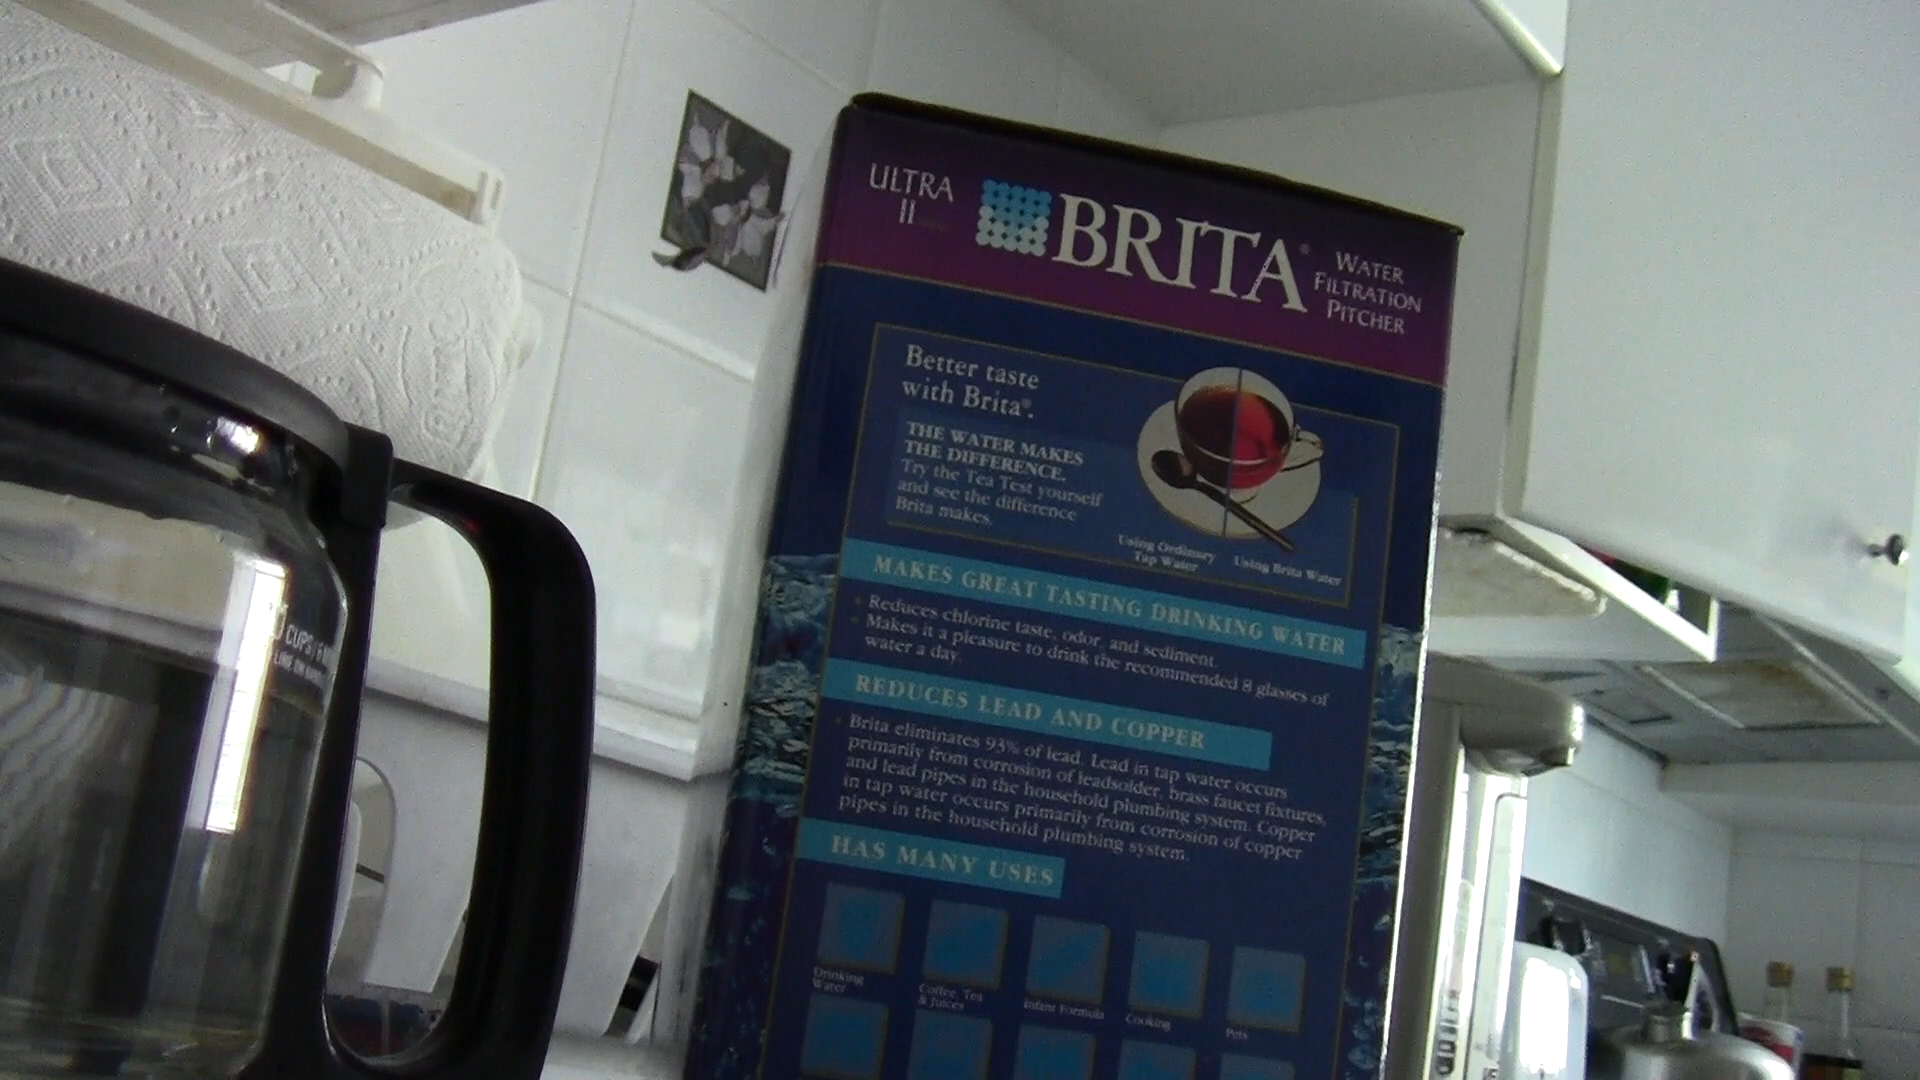 ULTRA
II
BRITA®
WATER
FILTRATION
PITCHER
Better taste
with Brita®.
THE WATER MAKES
THE DIFFERENCE.
Try the Tea Test yourself
and see the difference
Brita makes.
Using Ordinary
Tap Water
Using Brita Water
MAKES GREAT TASTING DRINKING WATER
Reduces chlorine taste, odor, and sediment.
Makes it a pleasure to drink the recommended 8 glasses of
water a day.
REDUCES LEAD AND COPPER
Brita eliminates 93% of lead. Lead in tap water occurs
primarily from corrosion of leadsolder, brass faucet fixtures,
and lead pipes in the household plumbing system. Copper
in tap water occurs primarily from corrosion of copper
pipes in the household plumbing system.
HAS MANY USES
Drinking
Water
Coffee, Tea
& Juices
Infant Formula
Cooking
Pets
CUPS